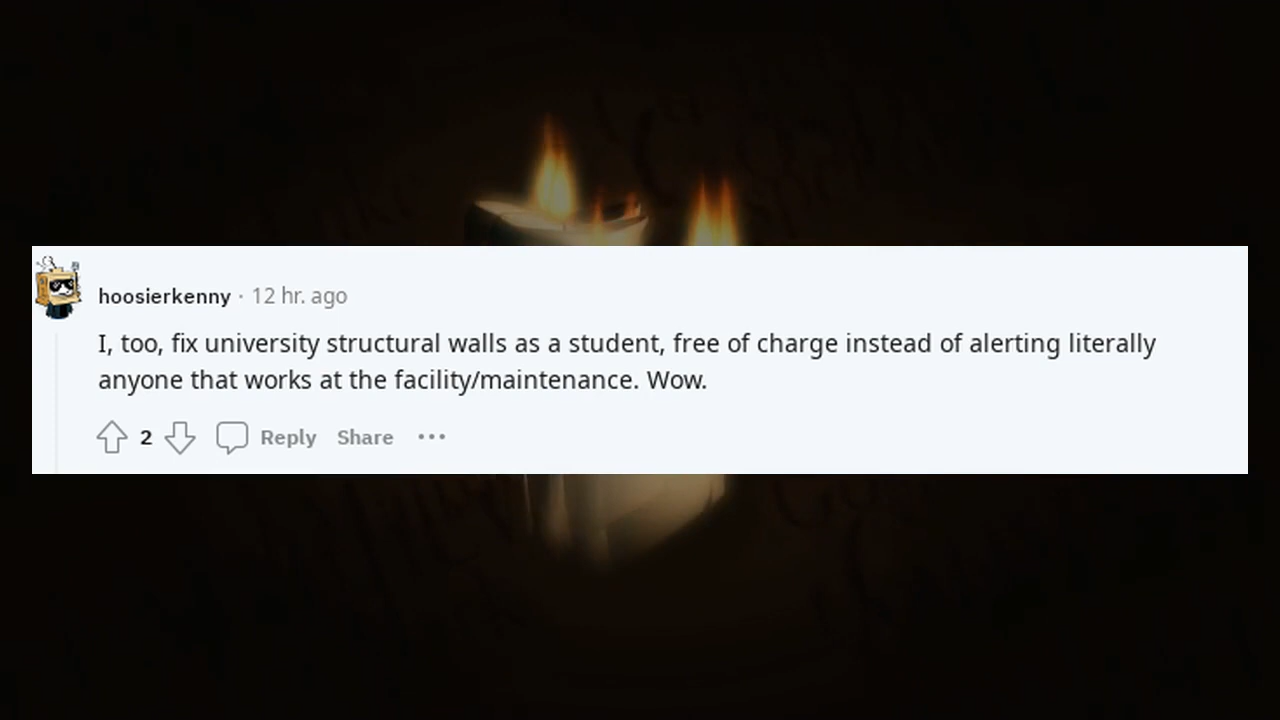 hoosierkenny · 12 hr. ago
I, too, fix university structural walls as a student, free of charge instead of alerting literally
anyone that works at the facility/maintenance. Wow.
2 Reply Share ···